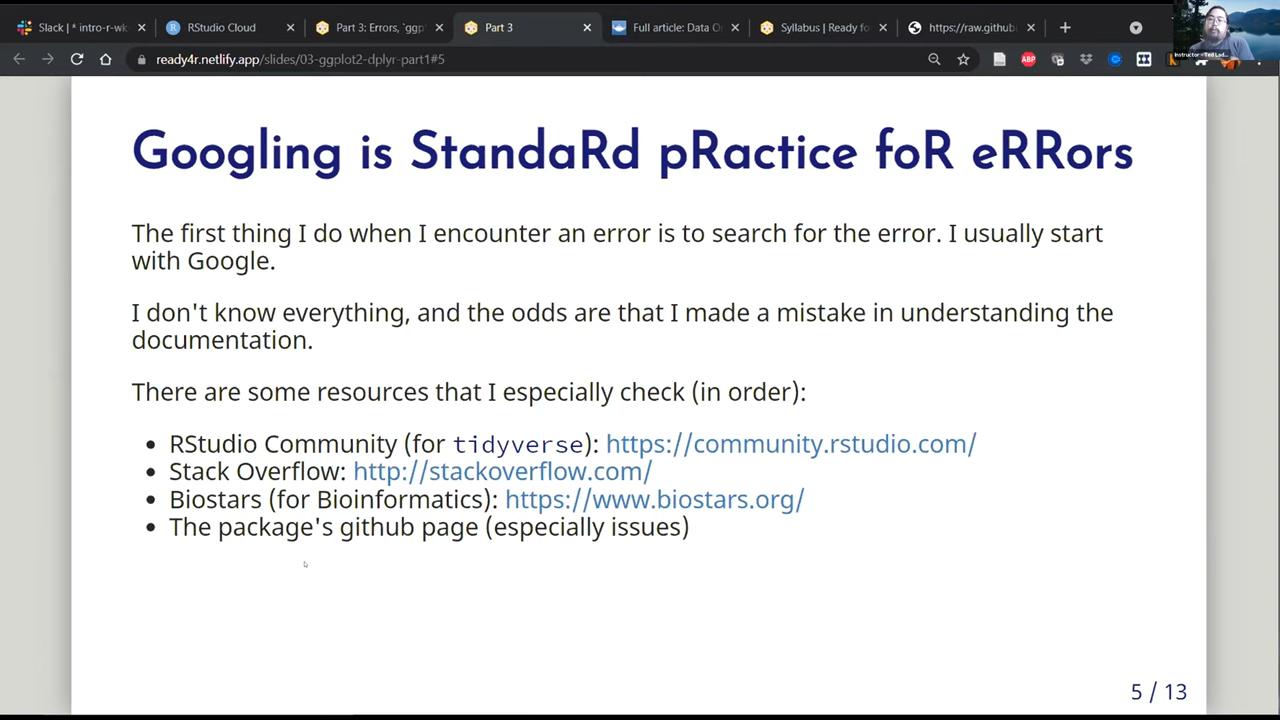 Slack | * intro-r-wk
RStudio Cloud
Part 3: Errors, `ggp
Part 3
Full article: Data O
Syllabus | Ready fo
https://raw.github
ready4r.netlify.app/slides/03-ggplot2-dplyr-part1#5
ABP
Googling is StandaRd pRactice foR eRRors
The first thing I do when I encounter an error is to search for the error. I usually start
with Google.
I don't know everything, and the odds are that I made a mistake in understanding the
documentation.
There are some resources that I especially check (in order):
RStudio Community (for tidyverse): https://community.rstudio.com/
Stack Overflow: http://stackoverflow.com/
Biostars (for Bioinformatics): https://www.biostars.org/
The package's github page (especially issues)
5 / 13